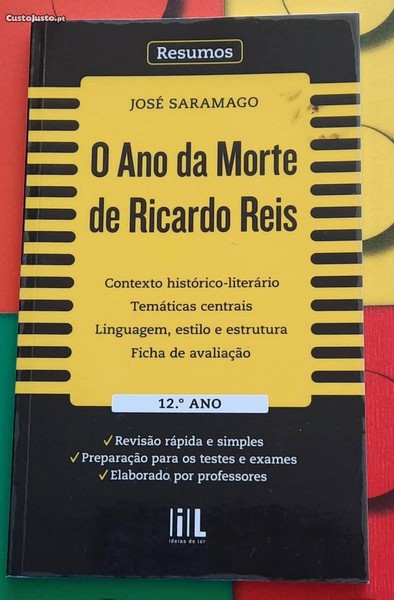 CustoJusto.pt
Resumos
JOSÉ SARAMAGO
O Ano da Morte
de Ricardo Reis
Contexto histórico-literário
Temáticas centrais
Linguagem, estilo e estrutura
Ficha de avaliação
12.º ANO
✓Revisão rápida e simples
✓Preparação para os testes e exames
✓Elaborado por professores
ideias de ler